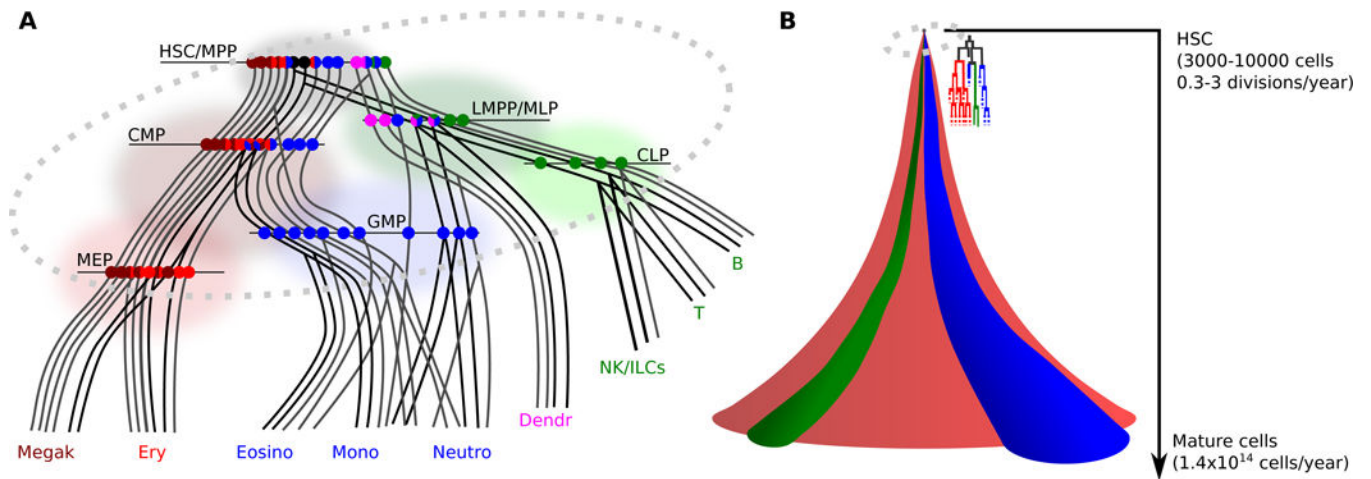 A
HSC/MPP
LMPP/MLP
CMP
CLP
GMP
MEP
B
T
NK/ILCs
Dendr
Megak
Ery
Eosino
Mono
Neutro
B
HSC
(3000-10000 cells
0.3-3 divisions/year)
Mature cells
(1.4x10¹⁴ cells/year)